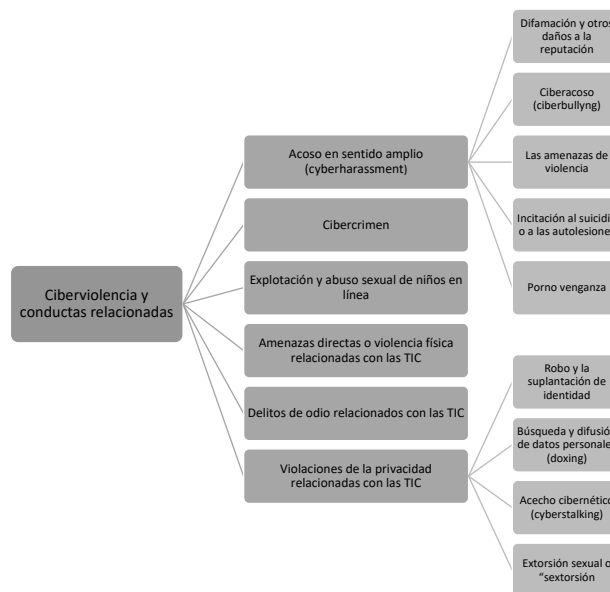 Ciberviolencia y
conductas relacionadas
Acoso en sentido amplio
(cyberharassment)
Difamación y otros
daños a la
reputación
Ciberacoso
(ciberbullyng)
Las amenazas de
violencia
Incitación al suicidi
o a las autolesione
Porno venganza
Cibercrimen
Explotación y abuso sexual de niños en
línea
Amenazas directas o violencia física
relacionadas con las TIC
Delitos de odio relacionados con las TIC
Violaciones de la privacidad
relacionadas con las TIC
Robo y la
suplantación de
identidad
Búsqueda y difusió
de datos personale
(doxing)
Acecho cibernético
(cyberstalking)
Extorsión sexual o
"sextorsión